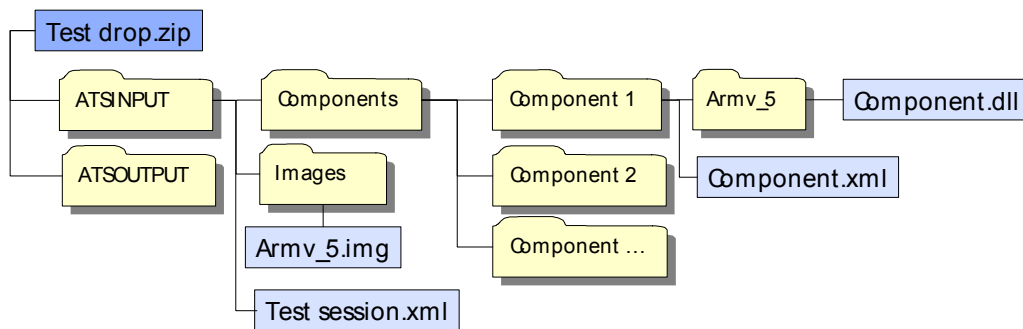 Test drop.zip
ATSINPUT
Components
Component 1
Armv_5
Component.dll
ATSOUTPUT
Images
Component 2
Component.xml
Armv_5.img
Component ...
Test session.xml